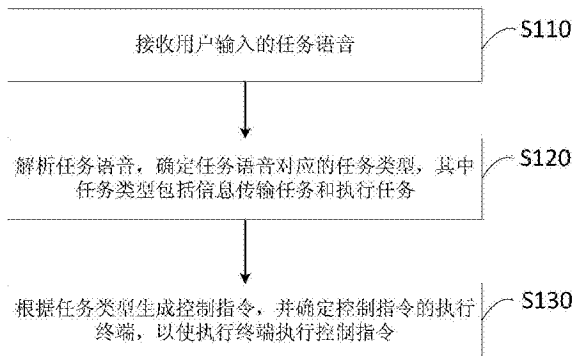 接收用户输入的任务语音
S110
解析任务语音，确定任务语音对应的任务类型，其中
任务类型包括信息传输任务和执行任务
S120
根据任务类型生成控制指令，并确定控制指令的执行
终端，以使执行终端执行控制指令
S130